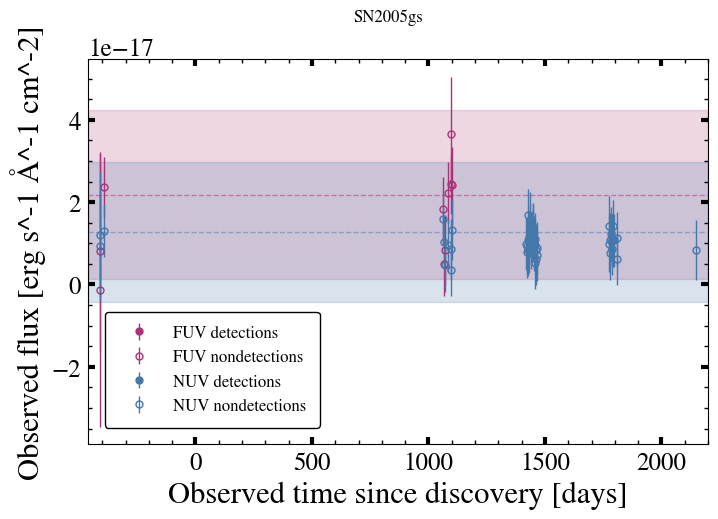 SN2005gs
1e−17
Observed flux [erg s^-1 Å^-1 cm^-2]
4
2
0
−2
FUV detections
FUV nondetections
NUV detections
NUV nondetections
0 500 1000 1500 2000
Observed time since discovery [days]